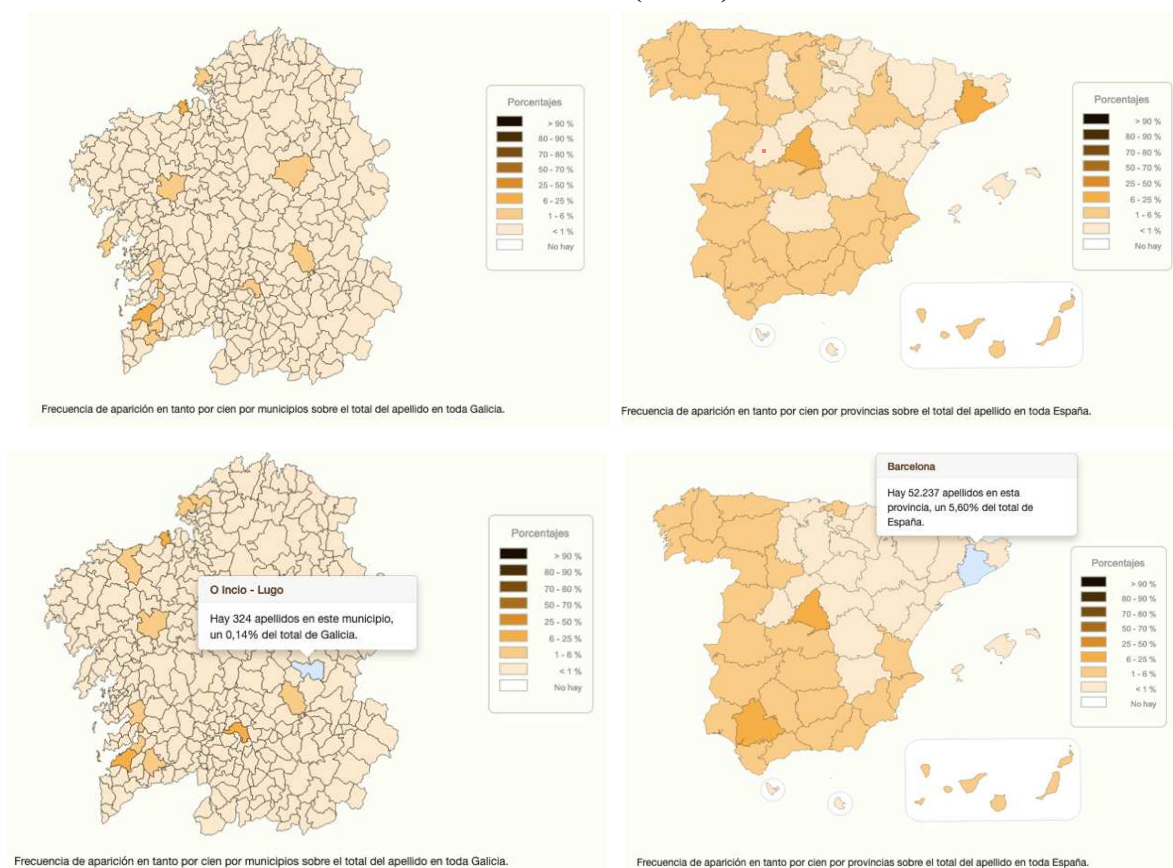 Porcentajes
> 90 %
80 - 90 %
70 - 80 %
50 - 70 %
25 - 50 %
6 - 25 %
1 - 6 %
< 1 %
No hay
Frecuencia de aparición en tanto por cien por municipios sobre el total del apellido en toda Galicia.
Porcentajes
> 90 %
80 - 90 %
70 - 80 %
50 - 70 %
25 - 50 %
6 - 25 %
1 - 6 %
< 1 %
No hay
Frecuencia de aparición en tanto por cien por provincias sobre el total del apellido en toda España.
O Incio - Lugo
Hay 324 apellidos en este municipio,
un 0,14% del total de Galicia.
Porcentajes
> 90 %
80 - 90 %
70 - 80 %
50 - 70 %
25 - 50 %
6 - 25 %
1 - 6 %
< 1 %
No hay
Frecuencia de aparición en tanto por cien por municipios sobre el total del apellido en toda Galicia.
Barcelona
Hay 52.237 apellidos en esta
provincia, un 5,60% del total de
España.
Porcentajes
> 90 %
80 - 90 %
70 - 80 %
50 - 70 %
25 - 50 %
6 - 25 %
1 - 6 %
< 1 %
No hay
Frecuencia de aparición en tanto por cien por provincias sobre el total del apellido en toda España.